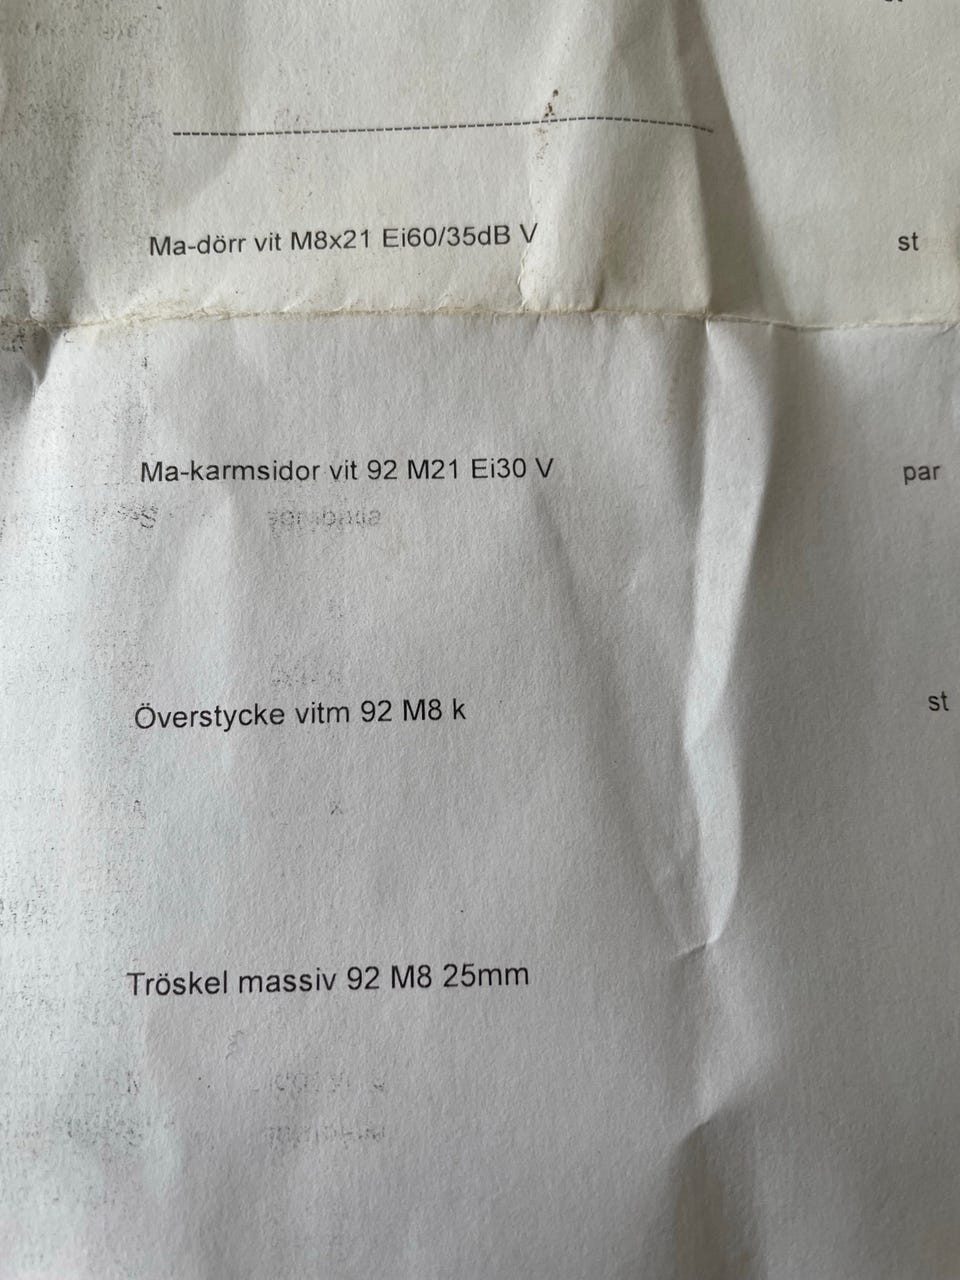 Ma-dörr vit M8x21 Ei60/35dB V st
Ma-karmsidor vit 92 M21 Ei30 V par
Överstycke vitm 92 M8 k st
Tröskel massiv 92 M8 25mm